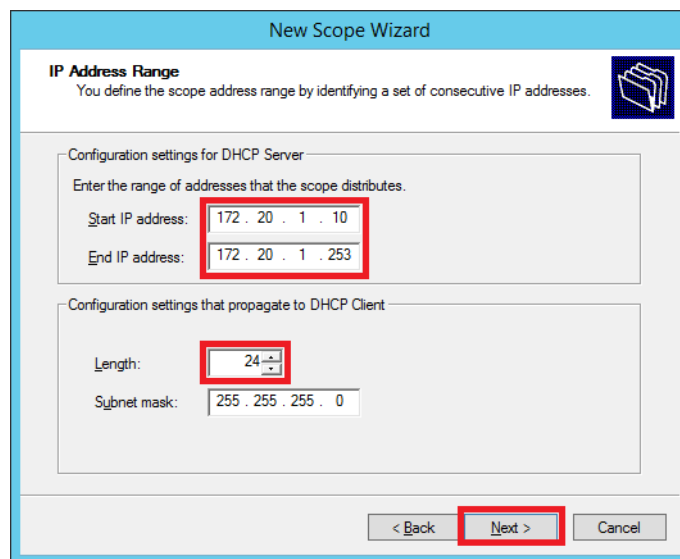 New Scope Wizard
IP Address Range
You define the scope address range by identifying a set of consecutive IP addresses.
Configuration settings for DHCP Server
Enter the range of addresses that the scope distributes.
Start IP address: 172 . 20 . 1 . 10
End IP address: 172 . 20 . 1 . 253
Configuration settings that propagate to DHCP Client
Length: 24
Subnet mask: 255 . 255 . 255 . 0
< Back Next > Cancel